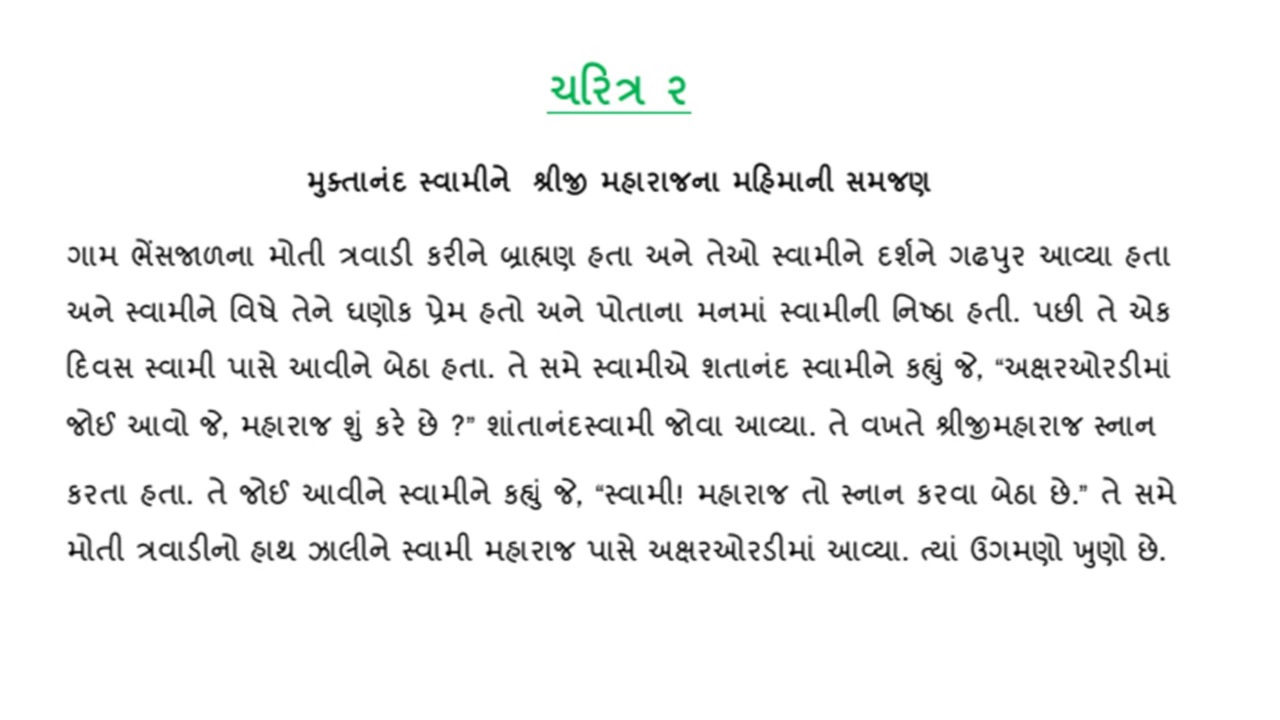 ચરિત્ર ૨
મુક્તાનંદ સ્વામીને શ્રીજી મહારાજના મહિમાની સમજણ
ગામ ભેંસજાળના મોતી ત્રવાડી કરીને બ્રાહ્મણ હતા અને તેઓ સ્વામીને દર્શને ગઢપુર આવ્યા હતા
અને સ્વામીને વિષે તેને ઘણોક પ્રેમ હતો અને પોતાના મનમાં સ્વામીની નિષ્ઠા હતી. પછી તે એક
દિવસ સ્વામી પાસે આવીને બેઠા હતા. તે સમે સ્વામીએ શતાનંદ સ્વામીને કહ્યું જે, “અક્ષરઓરડીમાં
જોઈ આવો જે, મહારાજ શું કરે છે ?” શાંતાનંદસ્વામી જોવા આવ્યા. તે વખતે શ્રીજીમહારાજ સ્નાન
કરતા હતા. તે જોઈ આવીને સ્વામીને કહ્યું જે, “સ્વામી! મહારાજ તો સ્નાન કરવા બેઠા છે.” તે સમે
મોતી ત્રવાડીનો હાથ ઝાલીને સ્વામી મહારાજ પાસે અક્ષરઓરડીમાં આવ્યા. ત્યાં ઉગમણો ખુણો છે.